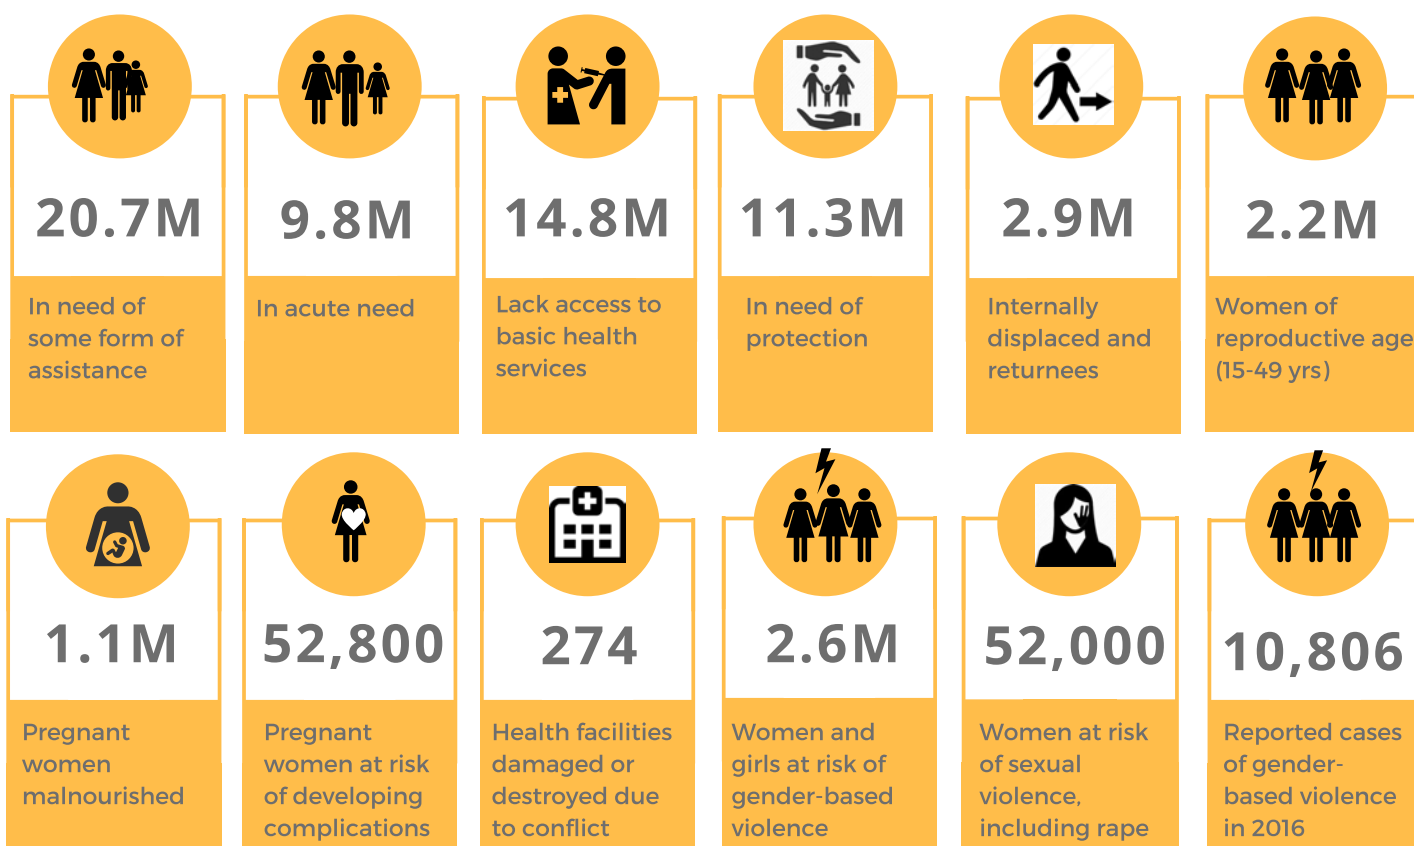 20.7M
In need of
some form of
assistance
9.8M
In acute need
14.8M
Lack access to
basic health
services
11.3M
In need of
protection
2.9M
Internally
displaced and
returnees
2.2M
Women of
reproductive age
(15-49 yrs)
1.1M
Pregnant
women
malnourished
52,800
Pregnant
women at risk
of developing
complications
274
Health facilities
damaged or
destroyed due
to conflict
2.6M
Women and
girls at risk of
gender-based
violence
52,000
Women at risk
of sexual
violence,
including rape
10,806
Reported cases
of gender-
based violence
in 2016